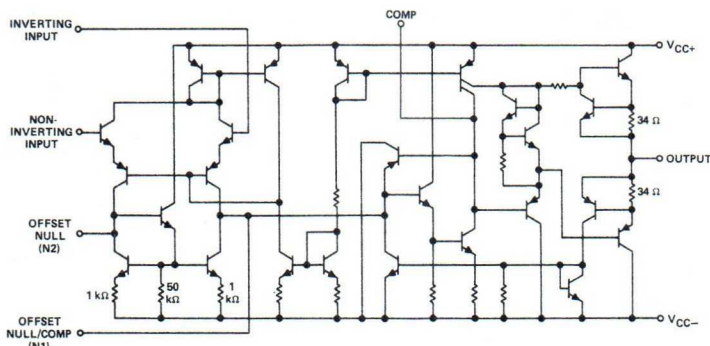 INVERTING
INPUT
COMP
VCC+
NON-
INVERTING
INPUT
34 Ω
OUTPUT
34 Ω
OFFSET
NULL
(N2)
1 kΩ
50
kΩ
1
kΩ
OFFSET
NULL/COMP
(N1)
VCC−